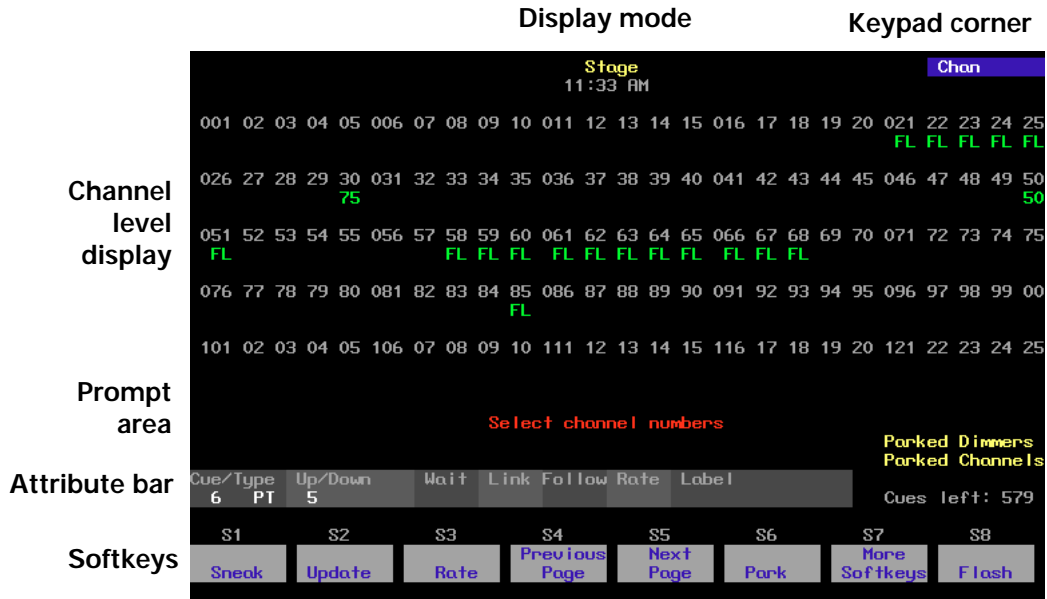 Display mode
Keypad corner
Stage
Chan
11:33 AM
001 02 03 04 05 006 07 08 09 10 011 12 13 14 15 016 17 18 19 20 021 22 23 24 25
FL FL FL FL FL
Channel
level
display
026 27 28 29 30 031 32 33 34 35 036 37 38 39 40 041 42 43 44 45 046 47 48 49 50
75 50
051 52 53 54 55 056 57 58 59 60 061 62 63 64 65 066 67 68 69 70 071 72 73 74 75
FL FL FL FL FL FL FL FL FL FL FL FL
076 77 78 79 80 081 82 83 84 85 086 87 88 89 90 091 92 93 94 95 096 97 98 99 00
FL
101 02 03 04 05 106 07 08 09 10 111 12 13 14 15 116 17 18 19 20 121 22 23 24 25
Prompt
area
Select channel numbers
Parked Dimmers
Parked Channels
Attribute bar
Cue/Type Up/Down Wait Link Follow Rate Label
6 PT 5
Cues left: 579
Softkeys
S1 S2 S3 S4 S5 S6 S7 S8
Sneak
Update
Rate
Previous
Page
Next
Page
Park
More
Softkeys
Flash